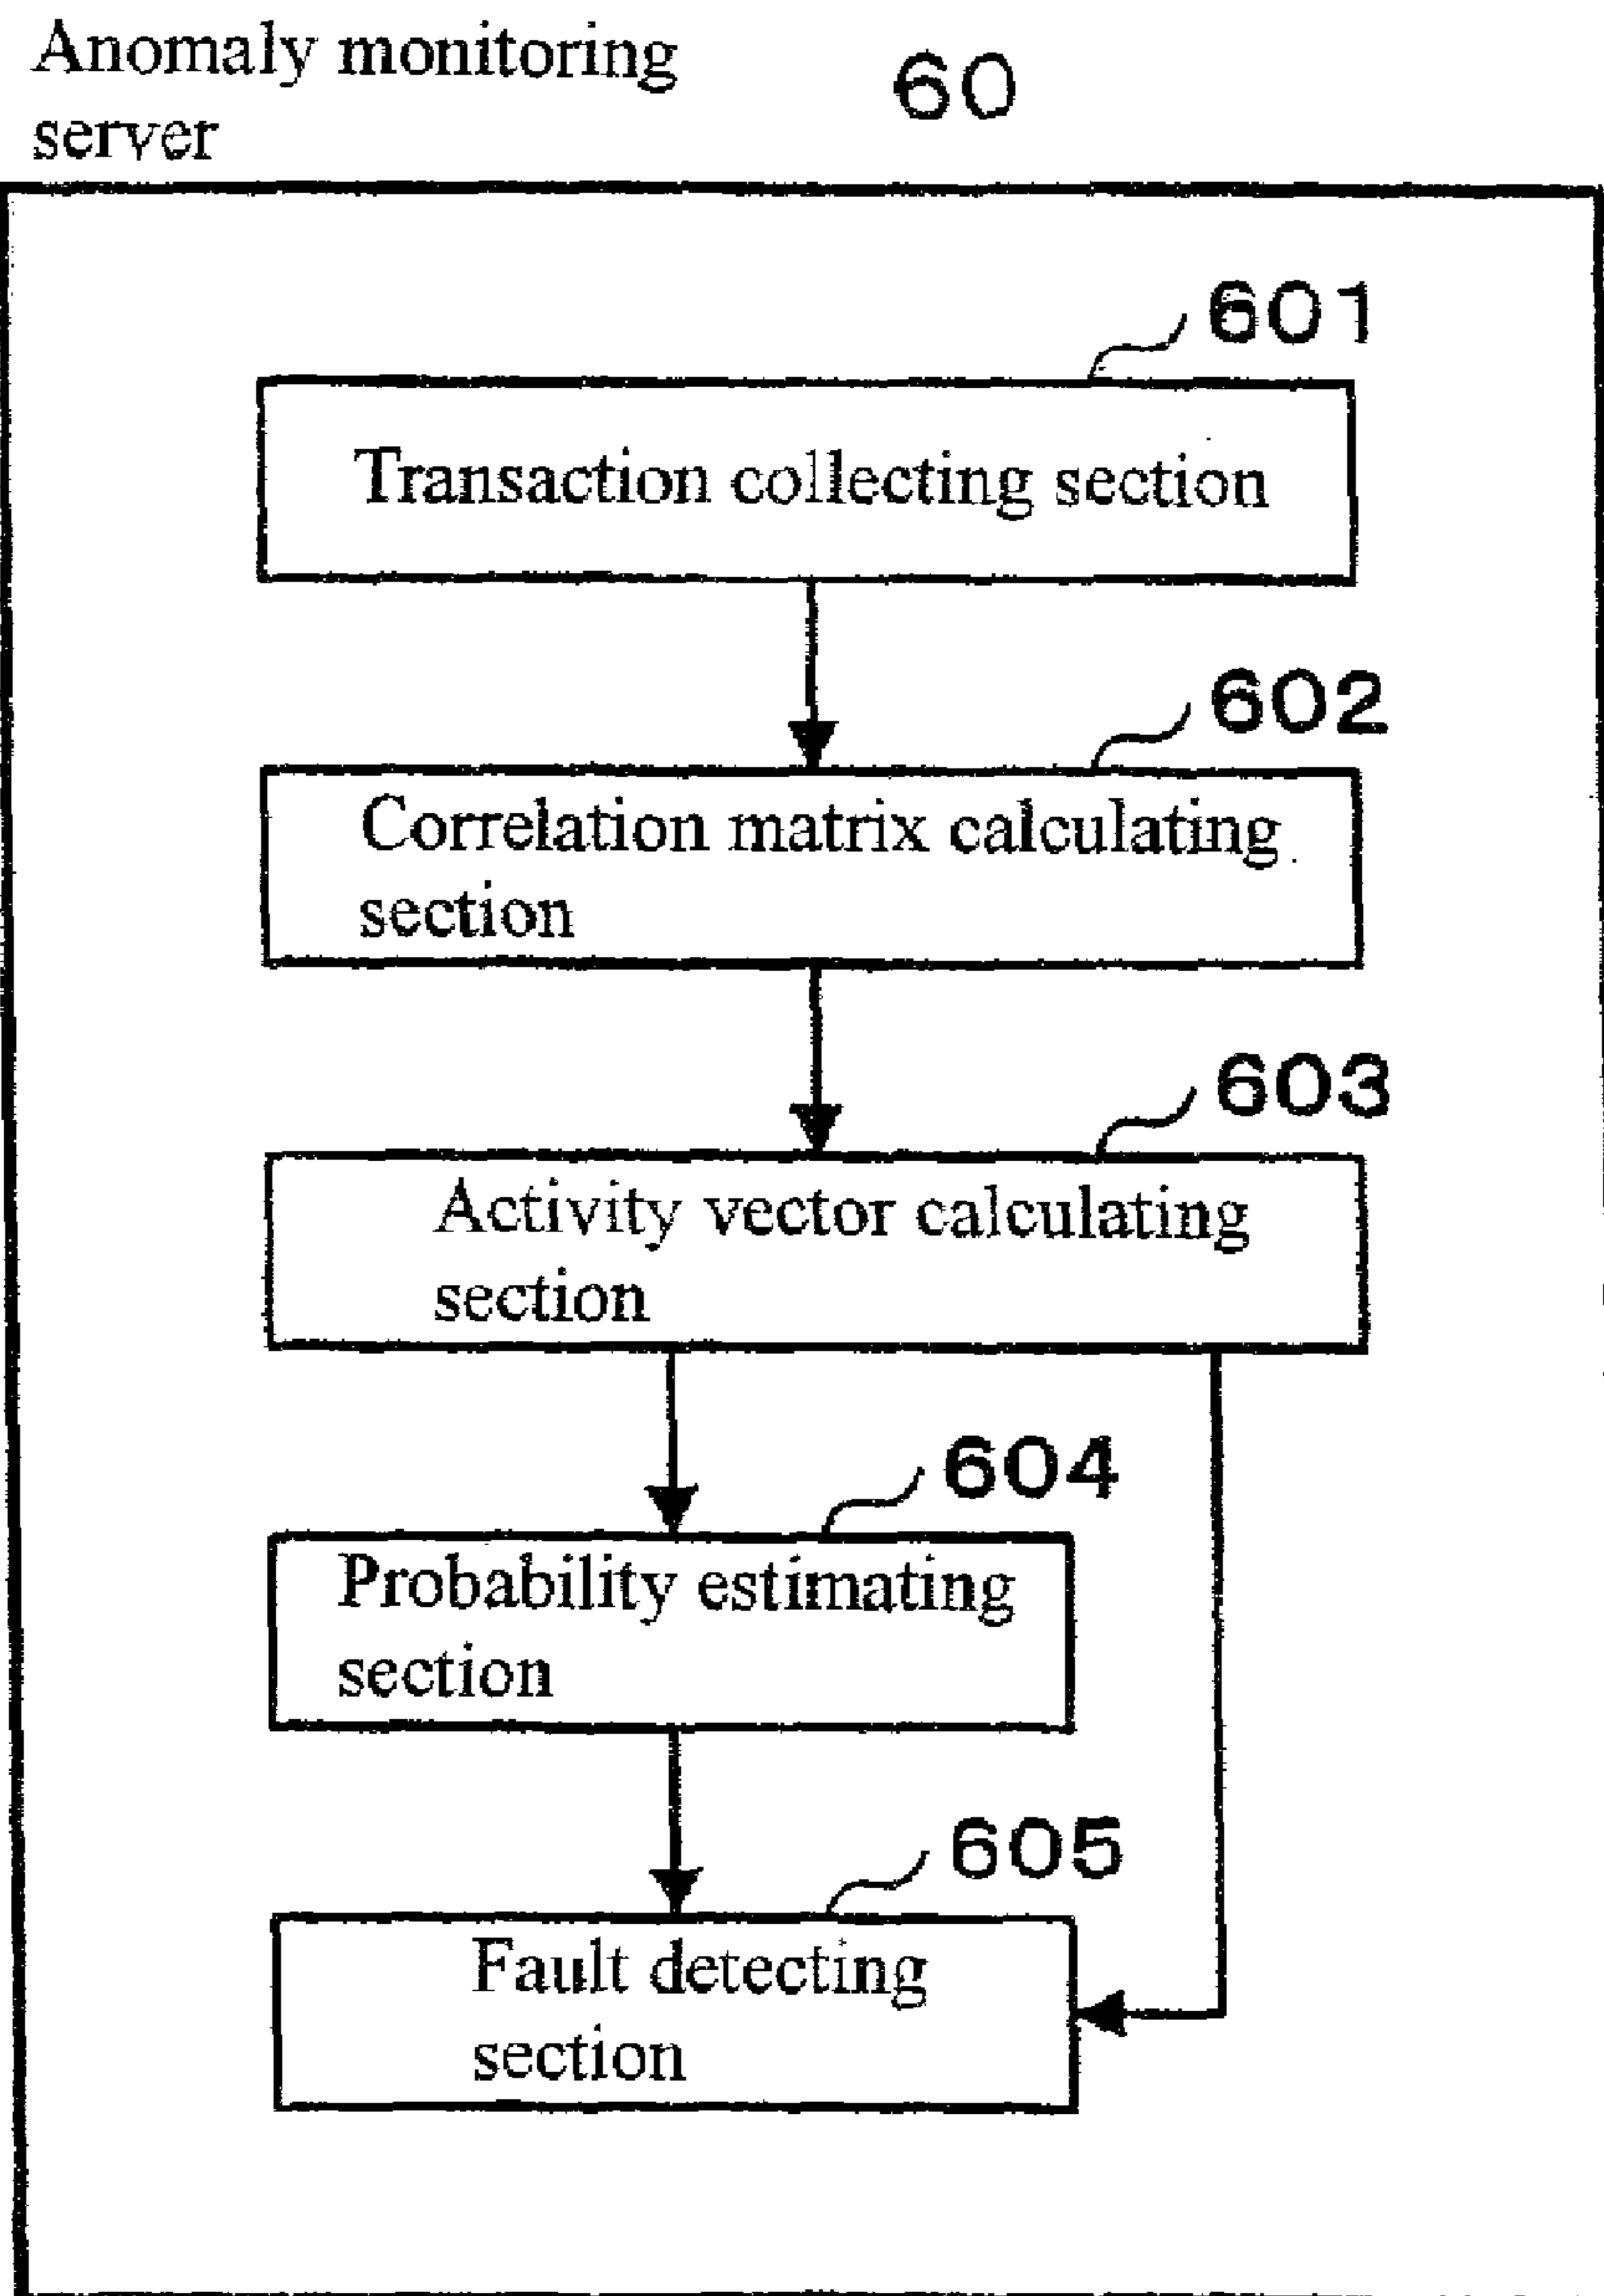 Anomaly monitoring
server
60
601
Transaction collecting section
602
Correlation matrix calculating
section
603
Activity vector calculating
section
604
Probability estimating
section
605
Fault detecting
section